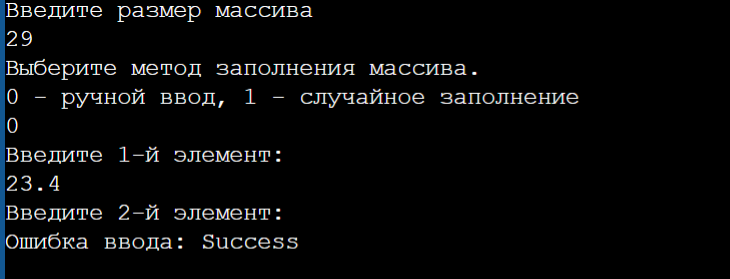 Введите размер массива
29
Выберите метод заполнения массива.
0 - ручной ввод, 1 - случайное заполнение
0
Введите 1-й элемент:
23.4
Введите 2-й элемент:
Ошибка ввода: Success